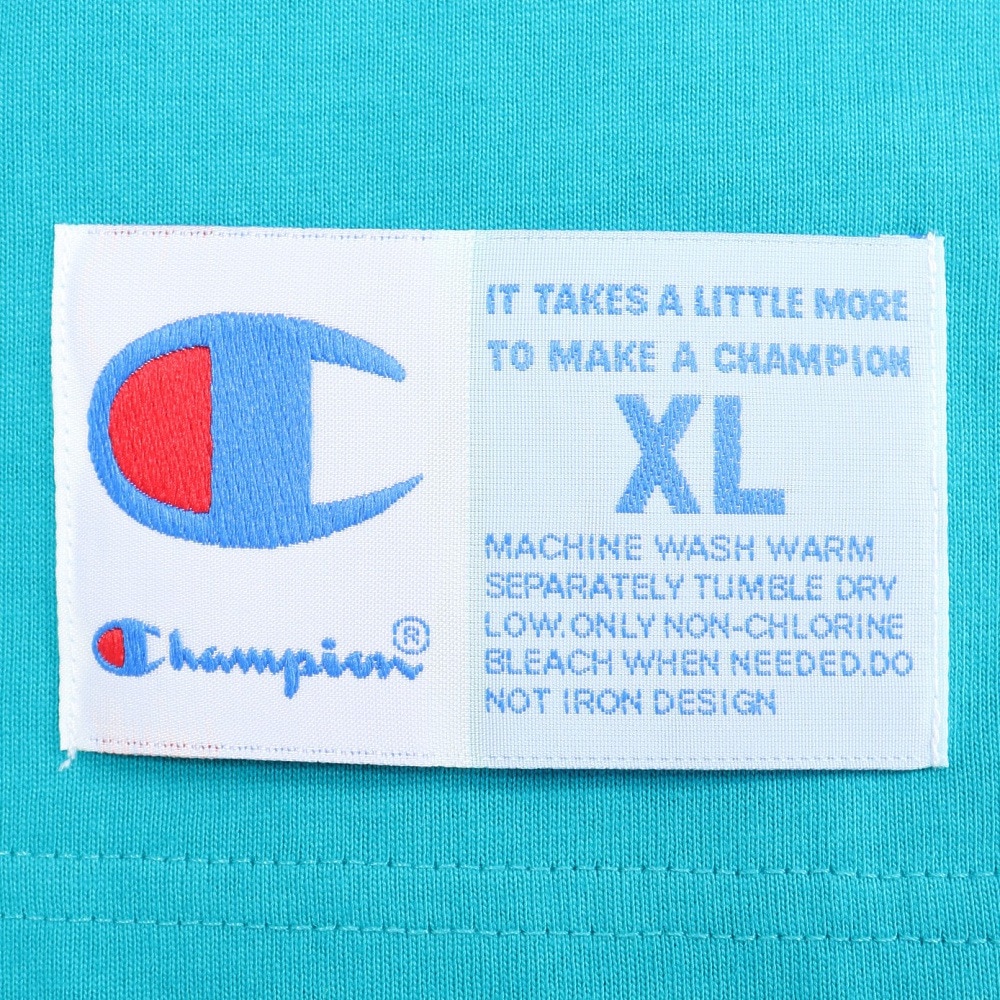 Champion®
IT TAKES A LITTLE MORE
TO MAKE A CHAMPION
XL
MACHINE WASH WARM
SEPARATELY TUMBLE DRY
LOW.ONLY NON-CHLORINE
BLEACH WHEN NEEDED.DO
NOT IRON DESIGN